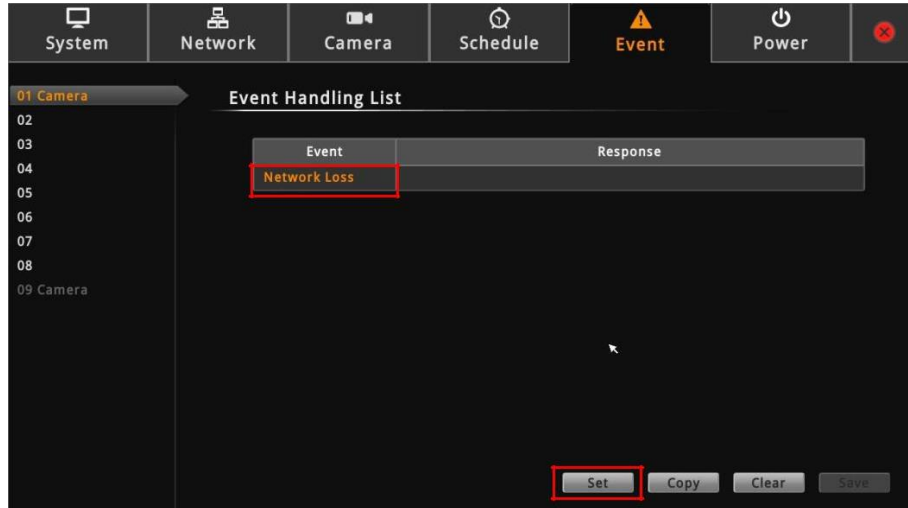 System Network Camera Schedule Event Power
01 Camera
02
03
04
05
06
07
08
09 Camera
Event Handling List
Event Response
Network Loss
Set Copy Clear Save